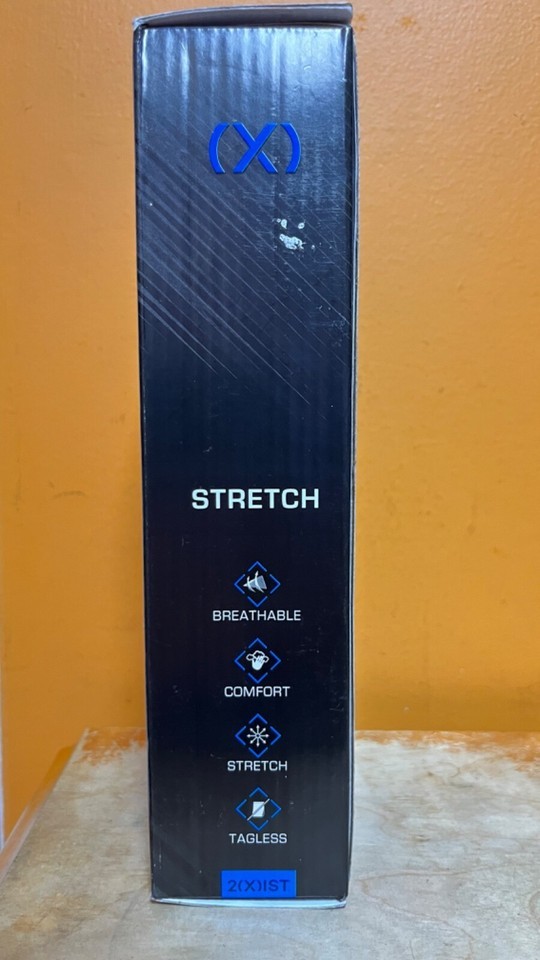 (X)
STRETCH
BREATHABLE
COMFORT
STRETCH
TAGLESS
2(X)IST